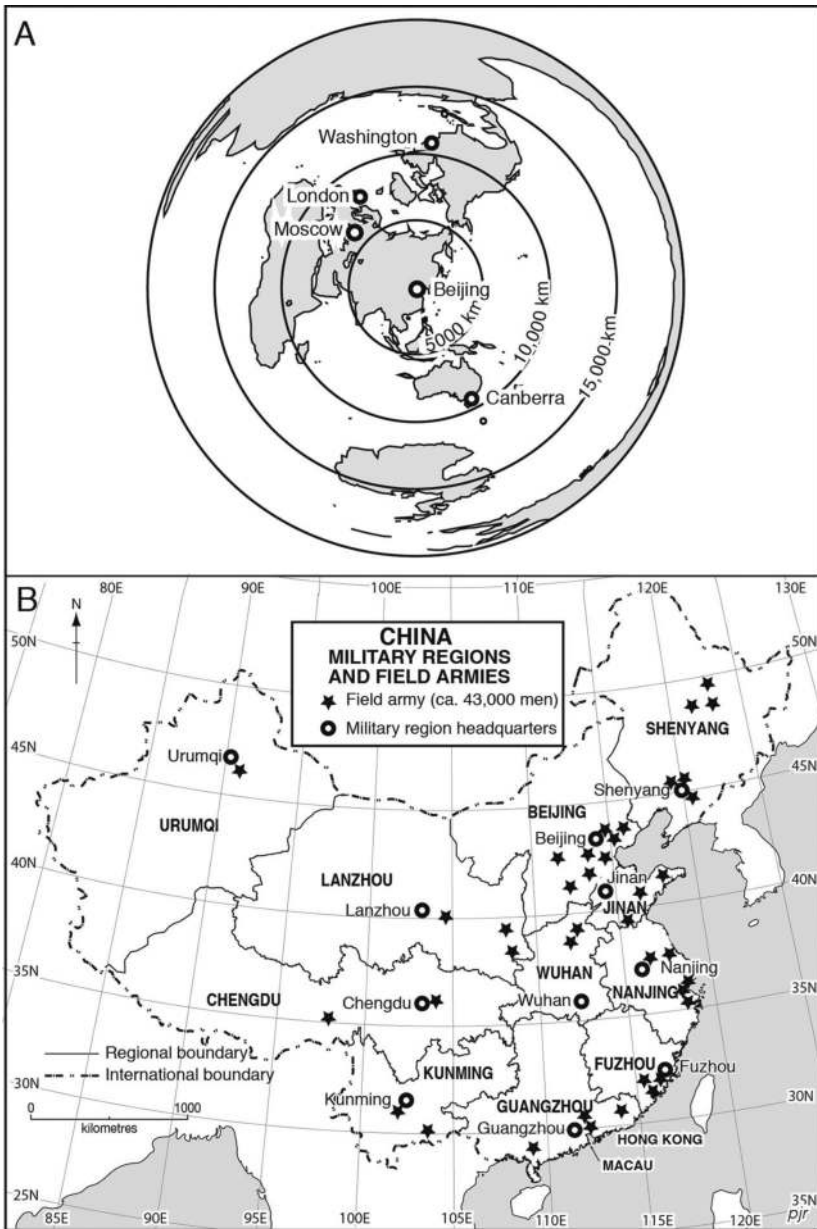 A
Washington
London
Moscow
Beijing
5000 km
10,000 km
15,000 km
Canberra
B
80E
90E
100E
110E
120E
130E
N
50N
50N
CHINA
MILITARY REGIONS
AND FIELD ARMIES
Field army (ca. 43,000 men)
Military region headquarters
SHENYANG
Urumqi
45N
45N
Shenyang
URUMQI
BEIJING
Beijing
40N
40N
LANZHOU
Jinan
Lanzhou
JINAN
35N
35N
WUHAN
Nanjing
CHENGDU
Chengdu
Wuhan
NANJING
Regional boundary
International boundary
KUNMING
FUZHOU
Fuzhou
30N
30N
0
1000
kilometres
Kunming
GUANGZHOU
Guangzhou
HONG KONG
MACAU
25N
25N
85E
90E
95E
100E
105E
110E
115E
120E
pjr